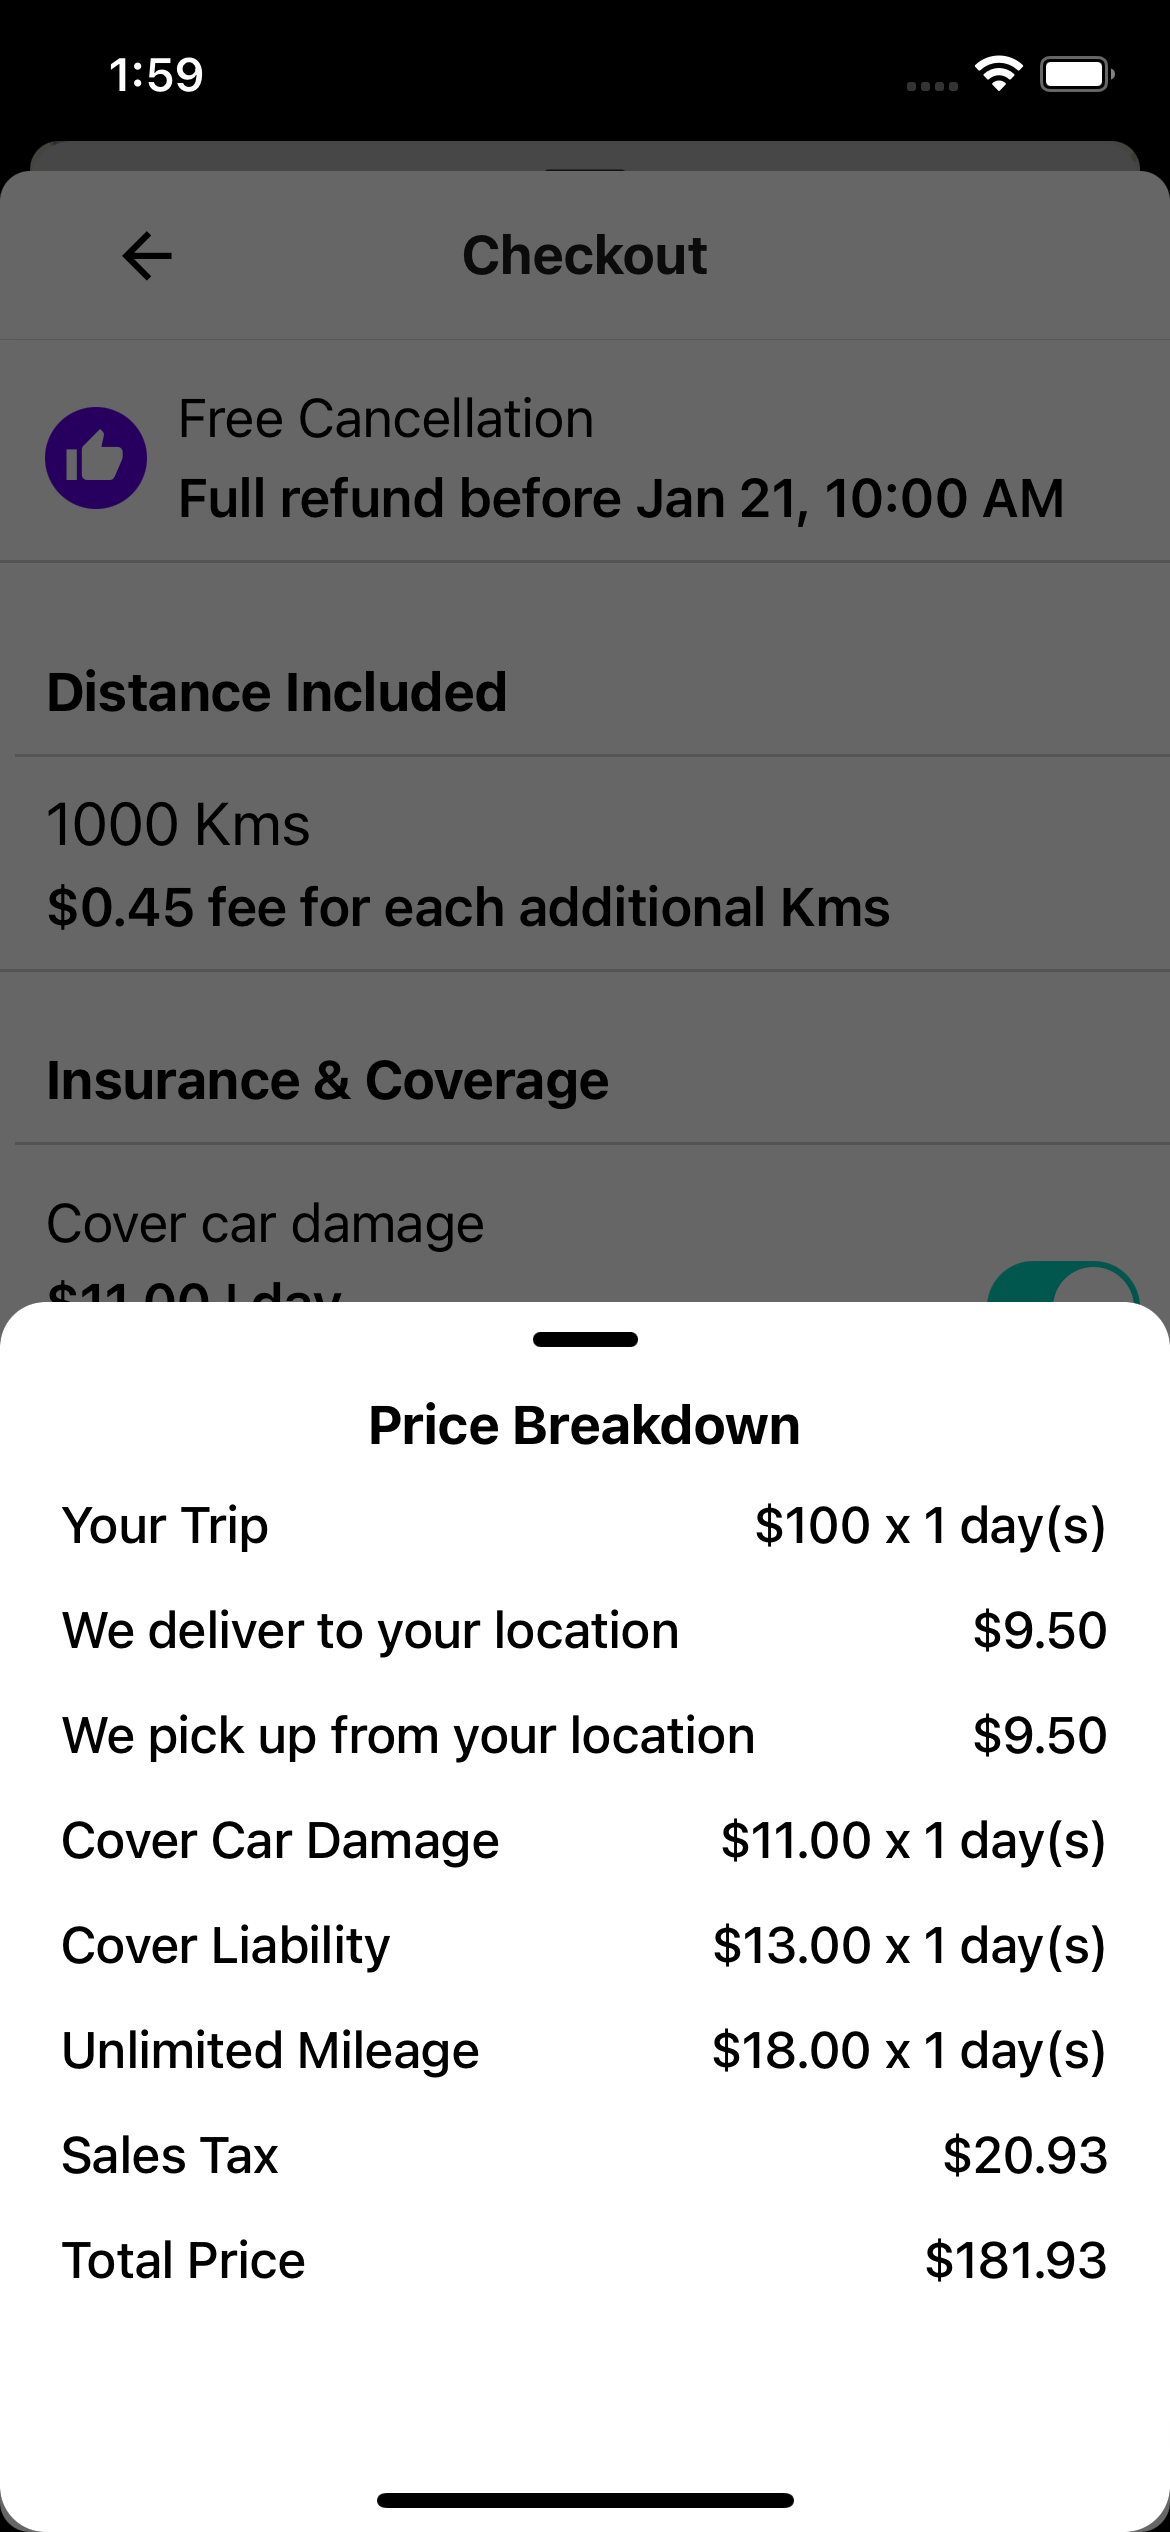 1:59
Checkout
Free Cancellation
Full refund before Jan 21, 10:00 AM
Distance Included
1000 Kms
$0.45 fee for each additional Kms
Insurance & Coverage
Cover car damage
$11.00 | day
Price Breakdown
Your Trip $100 x 1 day(s)
We deliver to your location $9.50
We pick up from your location $9.50
Cover Car Damage $11.00 x 1 day(s)
Cover Liability $13.00 x 1 day(s)
Unlimited Mileage $18.00 x 1 day(s)
Sales Tax $20.93
Total Price $181.93